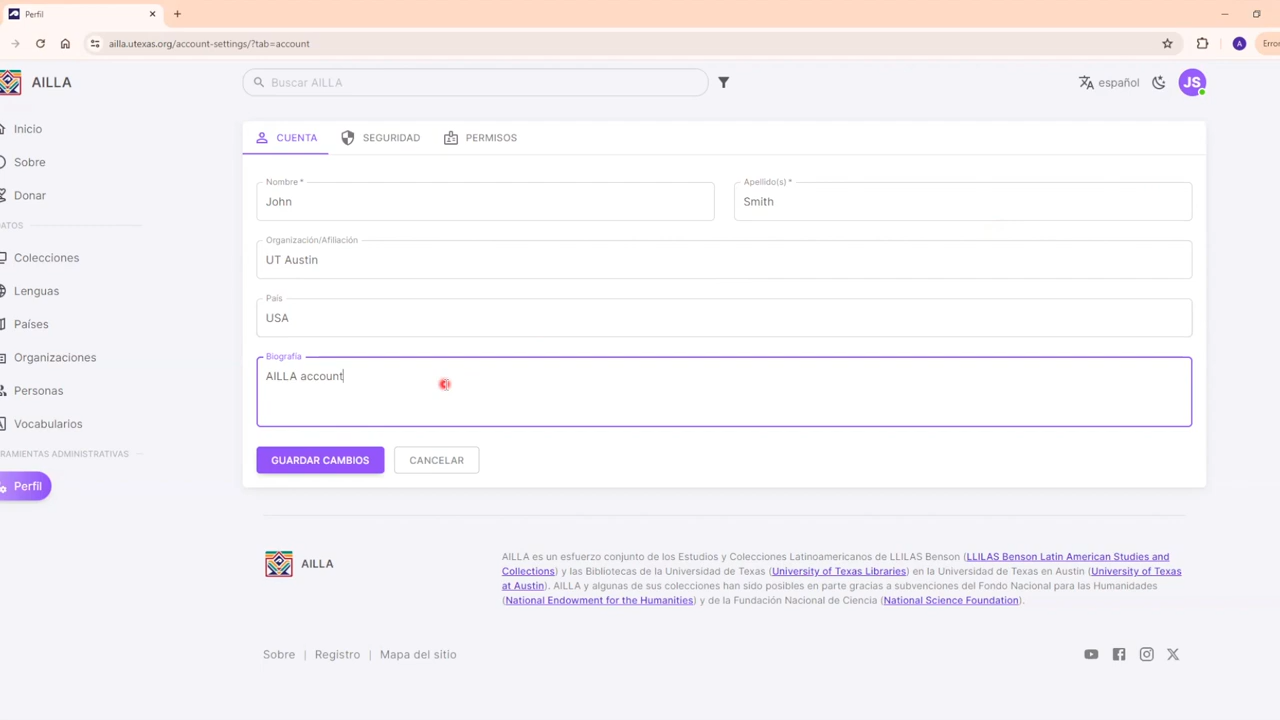 Perfil
ailla.utexas.org/account-settings/?tab=account
Error
AILLA
Buscar AILLA
español
JS
Inicio
Sobre
Donar
DATOS
Colecciones
Lenguas
Países
Organizaciones
Personas
Vocabularios
RRAMIENTAS ADMINISTRATIVAS
Perfil
CUENTA
SEGURIDAD
PERMISOS
Nombre *
John
Apellido(s) *
Smith
Organización/Afiliación
UT Austin
País
USA
Biografía
AILLA account
GUARDAR CAMBIOS
CANCELAR
AILLA
AILLA es un esfuerzo conjunto de los Estudios y Colecciones Latinoamericanos de LLILAS Benson (LLILAS Benson Latin American Studies and
Collections) y las Bibliotecas de la Universidad de Texas (University of Texas Libraries) en la Universidad de Texas en Austin (University of Texas
at Austin). AILLA y algunas de sus colecciones han sido posibles en parte gracias a subvenciones del Fondo Nacional para las Humanidades
(National Endowment for the Humanities) y de la Fundación Nacional de Ciencia (National Science Foundation).
Sobre | Registro | Mapa del sitio